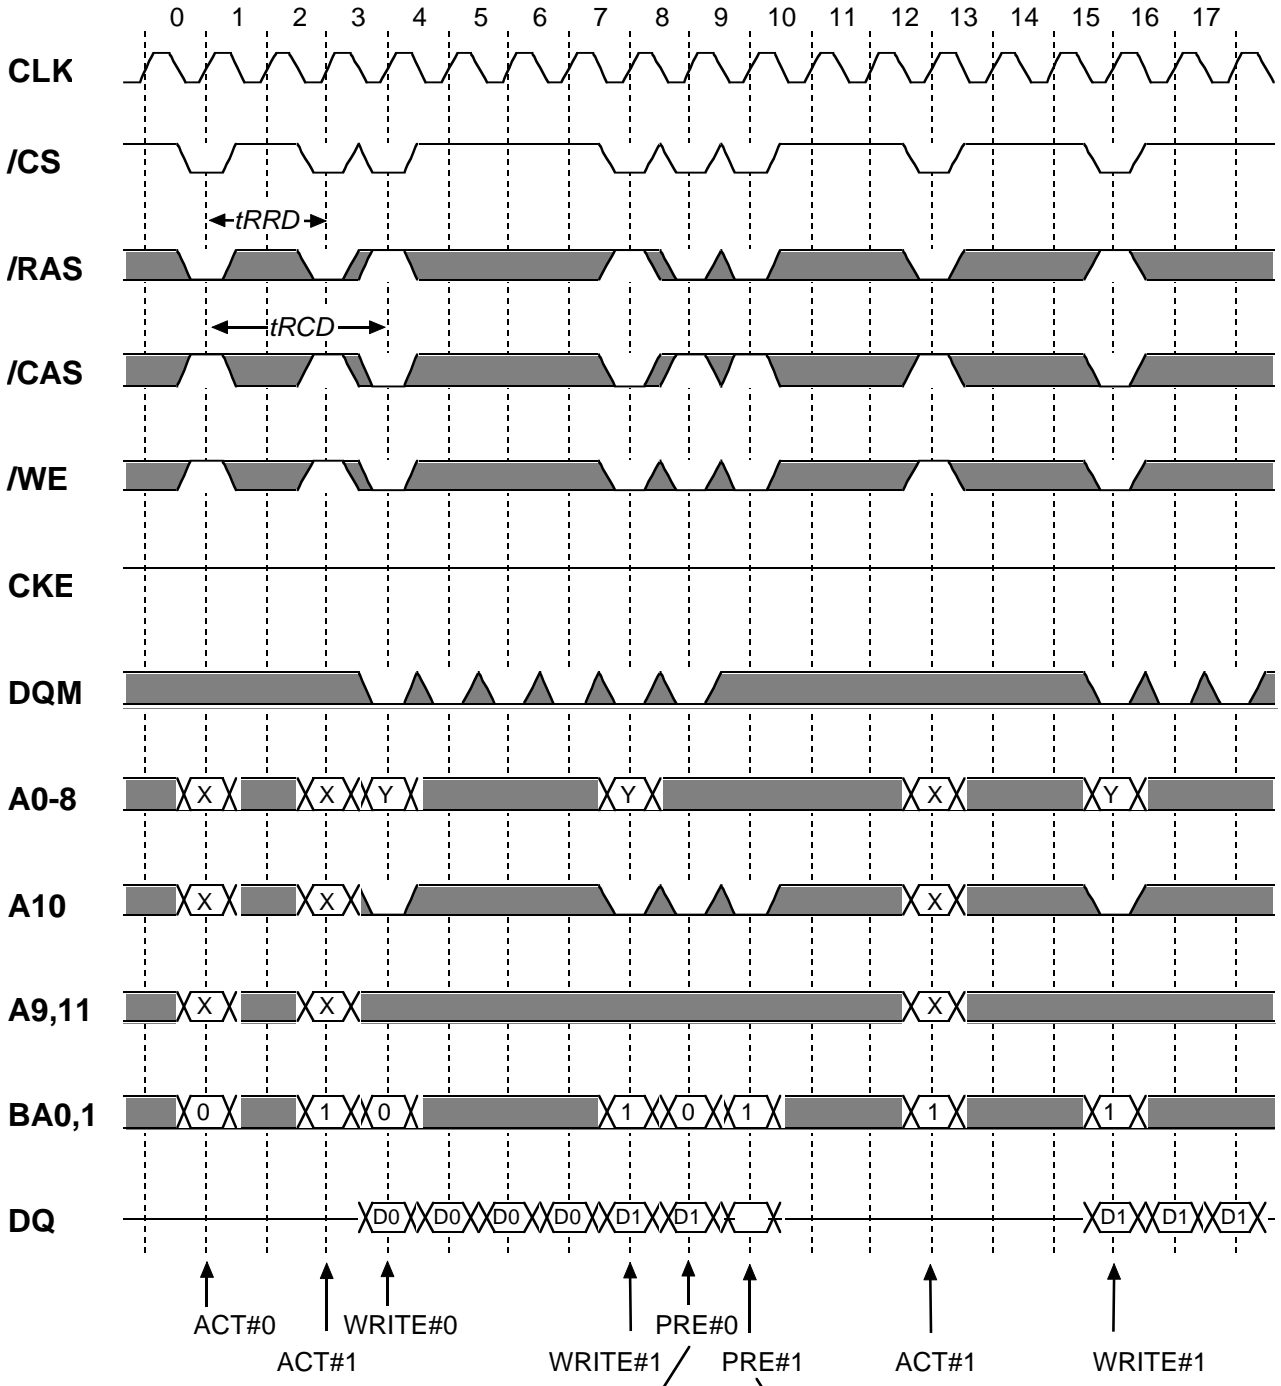 0 1 2 3 4 5 6 7 8 9 10 11 12 13 14 15 16 17
CLK
/CS
tRRD
/RAS
tRCD
/CAS
/WE
CKE
DQM
A0-8 X X Y Y X Y
A10 X X X
A9,11 X X X
BA0,1 0 1 0 1 0 1 1 1
DQ D0 D0 D0 D0 D1 D1 D1 D1 D1
ACT#0 WRITE#0 PRE#0
ACT#1 WRITE#1 PRE#1 ACT#1 WRITE#1